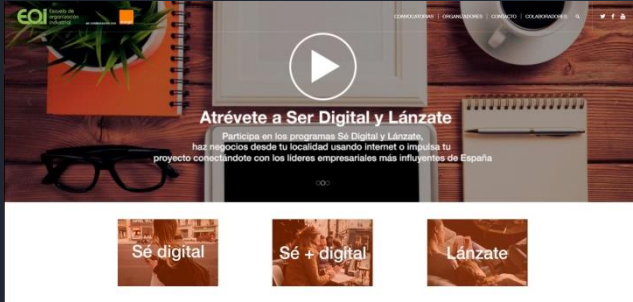 EOI Escuela de
organización
industrial
CONVOCATORIAS | ORGANIZADORES | CONTACTO | COLABORADORES
Atrévete a Ser Digital y Lánzate
Participa en los programas Sé Digital y Lánzate,
haz negocios desde tu localidad usando internet o impulsa tu
proyecto conectándote con los líderes empresariales más influyentes de España
Sé digital
Sé + digital
Lánzate